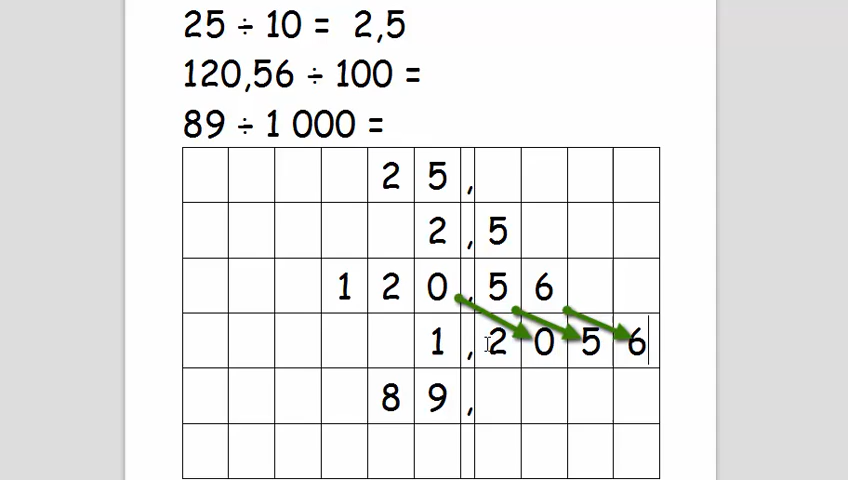 25 ÷ 10 = 2,5
120,56 ÷ 100 =
89 ÷ 1 000 =
2 5 ,
2 , 5
1 2 0 , 5 6
1 , 2 0 5 6
8 9 ,